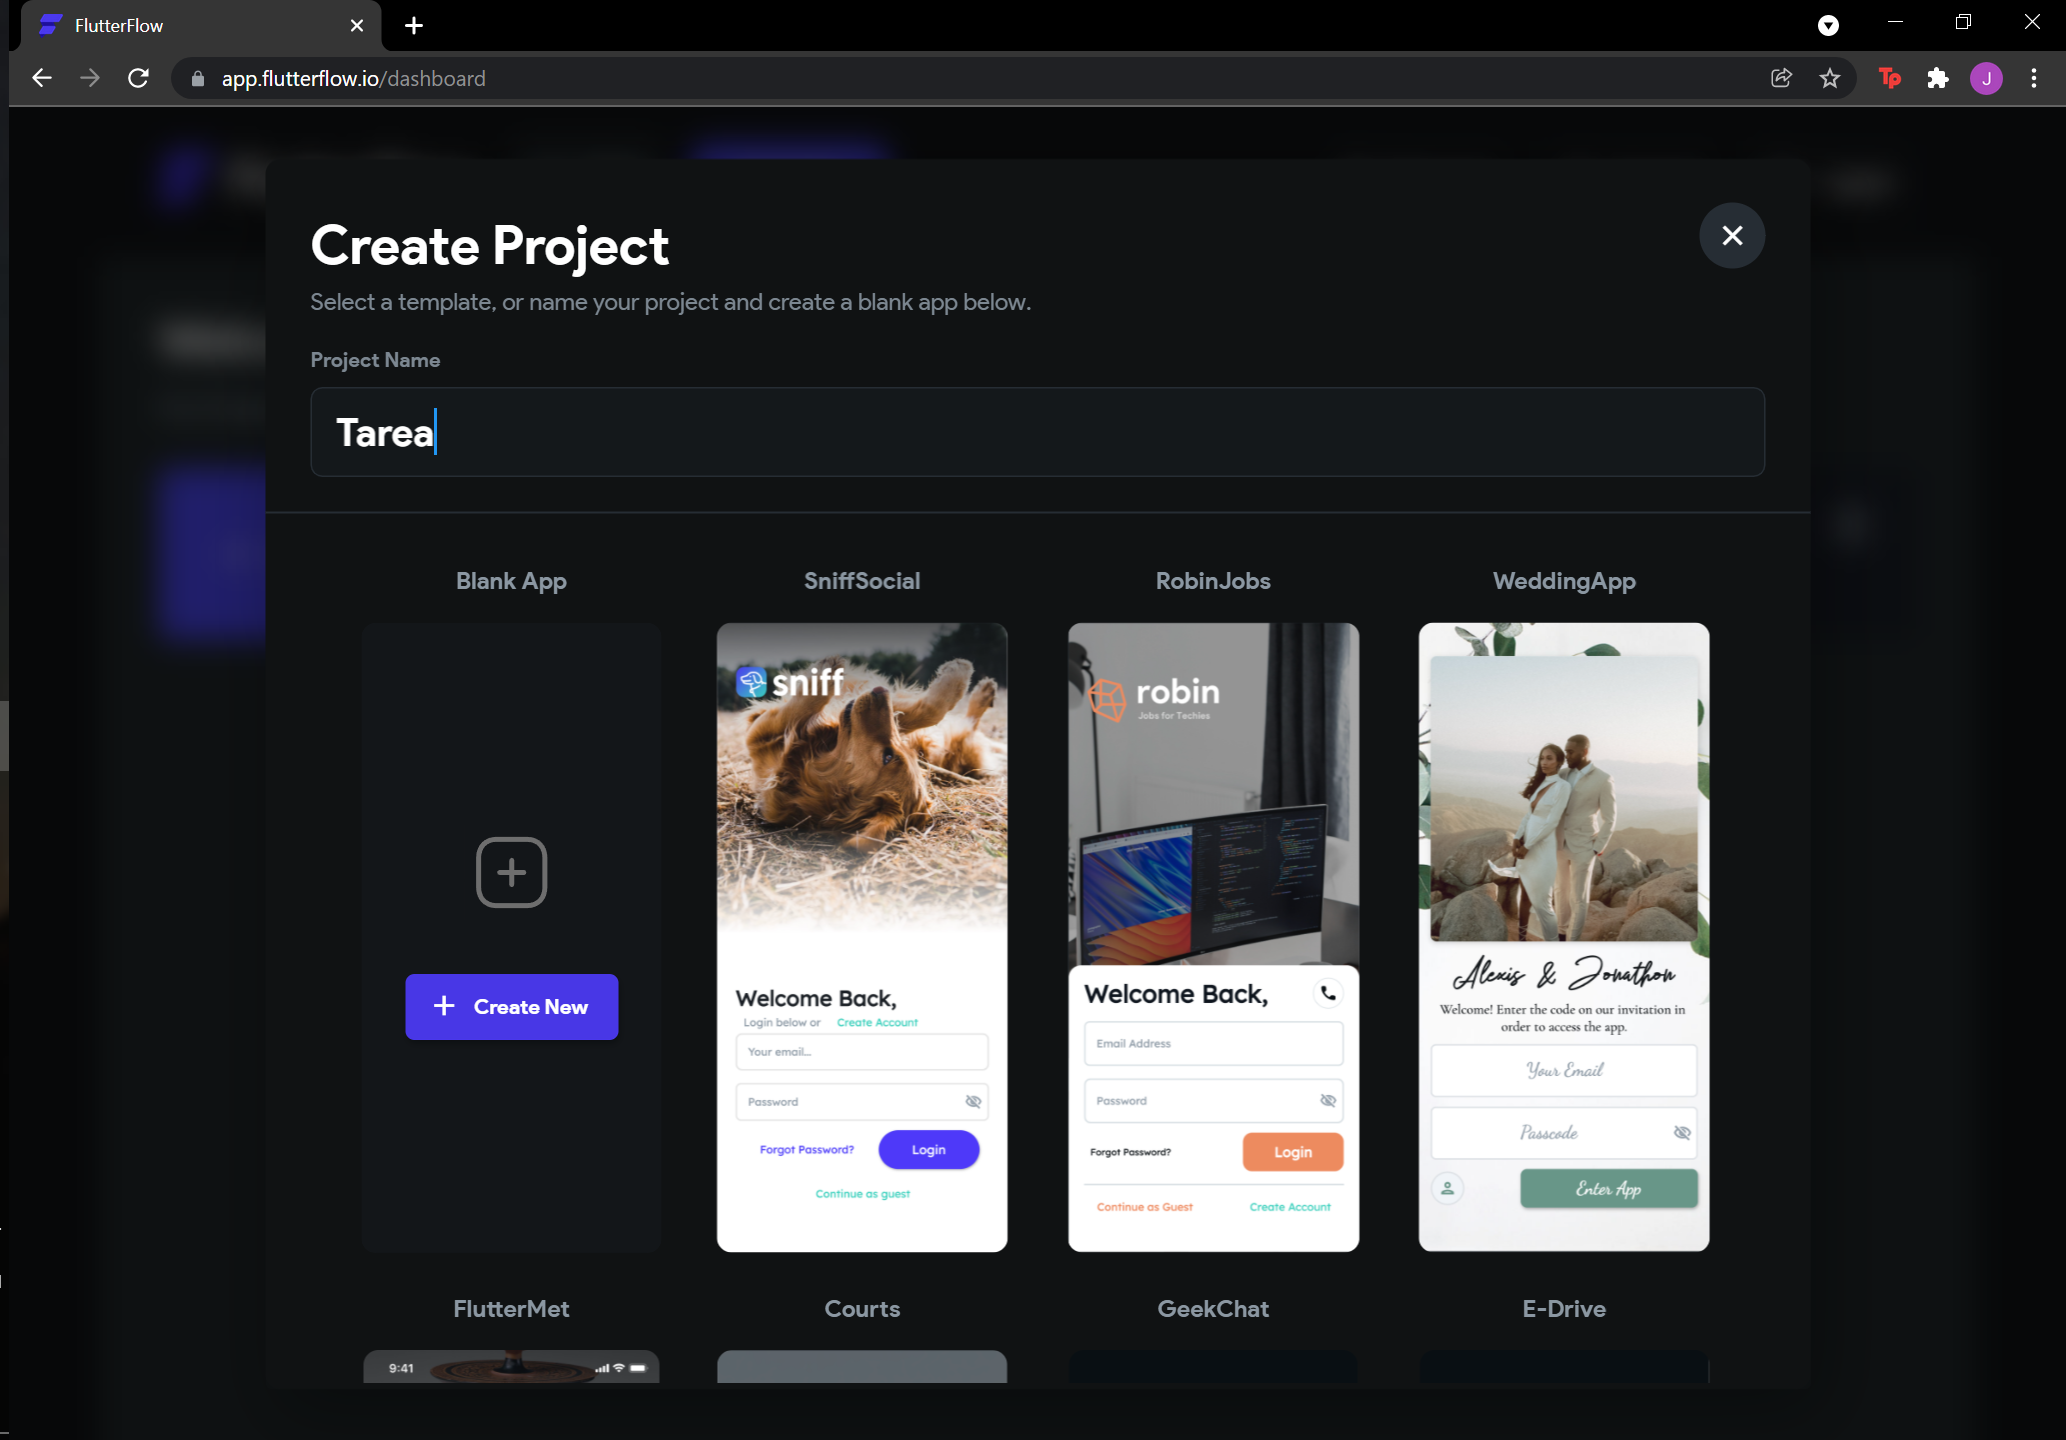 FlutterFlow
app.flutterflow.io/dashboard
Tp
J
Create Project
Select a template, or name your project and create a blank app below.
Project Name
Tarea
Blank App
SniffSocial
RobinJobs
WeddingApp
Create New
sniff
Welcome Back,
Login below or Create Account
Your email...
Password
Forgot Password?
Login
Continue as guest
robin
Jobs for Techies
Welcome Back,
Email Address
Password
Forgot Password?
Login
Continue as Guest
Create Account
Alexis & Jonathon
Welcome! Enter the code on our invitation in
order to access the app.
Your Email
Passcode
Enter App
FlutterMet
Courts
GeekChat
E-Drive
9:41